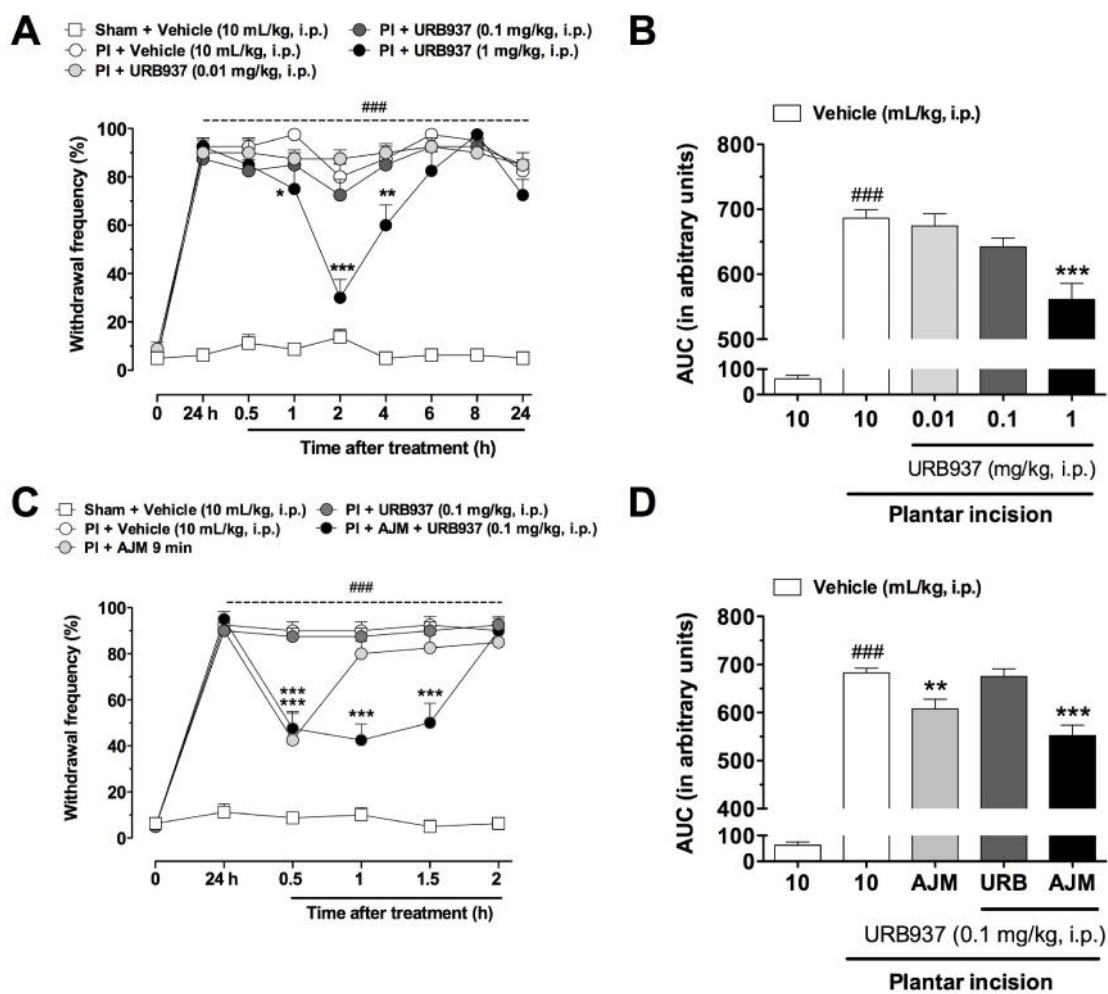 A
Sham + Vehicle (10 mL/kg, i.p.)
PI + Vehicle (10 mL/kg, i.p.)
PI + URB937 (0.01 mg/kg, i.p.)
PI + URB937 (0.1 mg/kg, i.p.)
PI + URB937 (1 mg/kg, i.p.)
###
Withdrawal frequency (%)
100
80
60
40
20
0
*
***
**
0 24 h 0.5 1 2 4 6 8 24
Time after treatment (h)
B
Vehicle (mL/kg, i.p.)
AUC (in arbitrary units)
800
700
600
500
100
0
###
***
10 10 0.01 0.1 1
URB937 (mg/kg, i.p.)
Plantar incision
C
Sham + Vehicle (10 mL/kg, i.p.)
PI + Vehicle (10 mL/kg, i.p.)
PI + AJM 9 min
PI + URB937 (0.1 mg/kg, i.p.)
PI + AJM + URB937 (0.1 mg/kg, i.p.)
###
Withdrawal frequency (%)
100
80
60
40
20
0
***
***
***
***
0 24 h 0.5 1 1.5 2
Time after treatment (h)
D
Vehicle (mL/kg, i.p.)
AUC (in arbitrary units)
800
700
600
500
400
100
0
###
**
***
10 10 AJM URB AJM
URB937 (0.1 mg/kg, i.p.)
Plantar incision